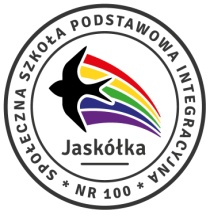 SPOŁECZNA SZKOŁA PODSTAWOWA INTEGRACYJNA
Jaskółka
* NR 100 *